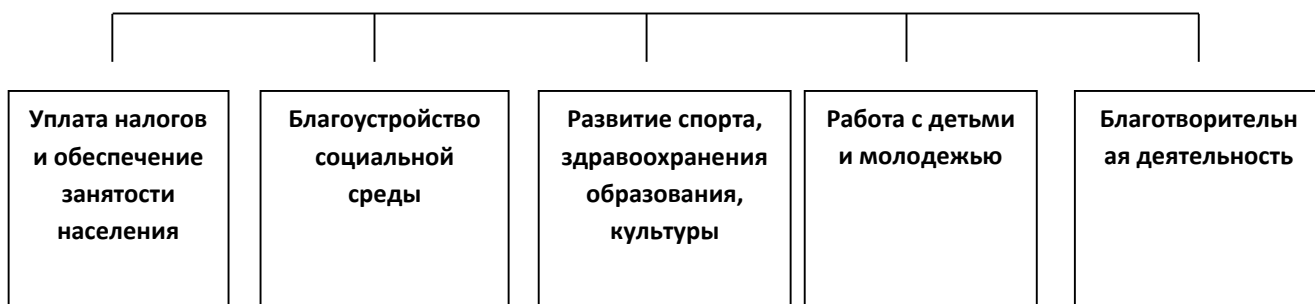 Уплата налогов
и обеспечение
занятости
населения
Благоустройство
социальной
среды
Развитие спорта,
здравоохранения
образования,
культуры
Работа с детьми
и молодежью
Благотворительн
ая деятельность